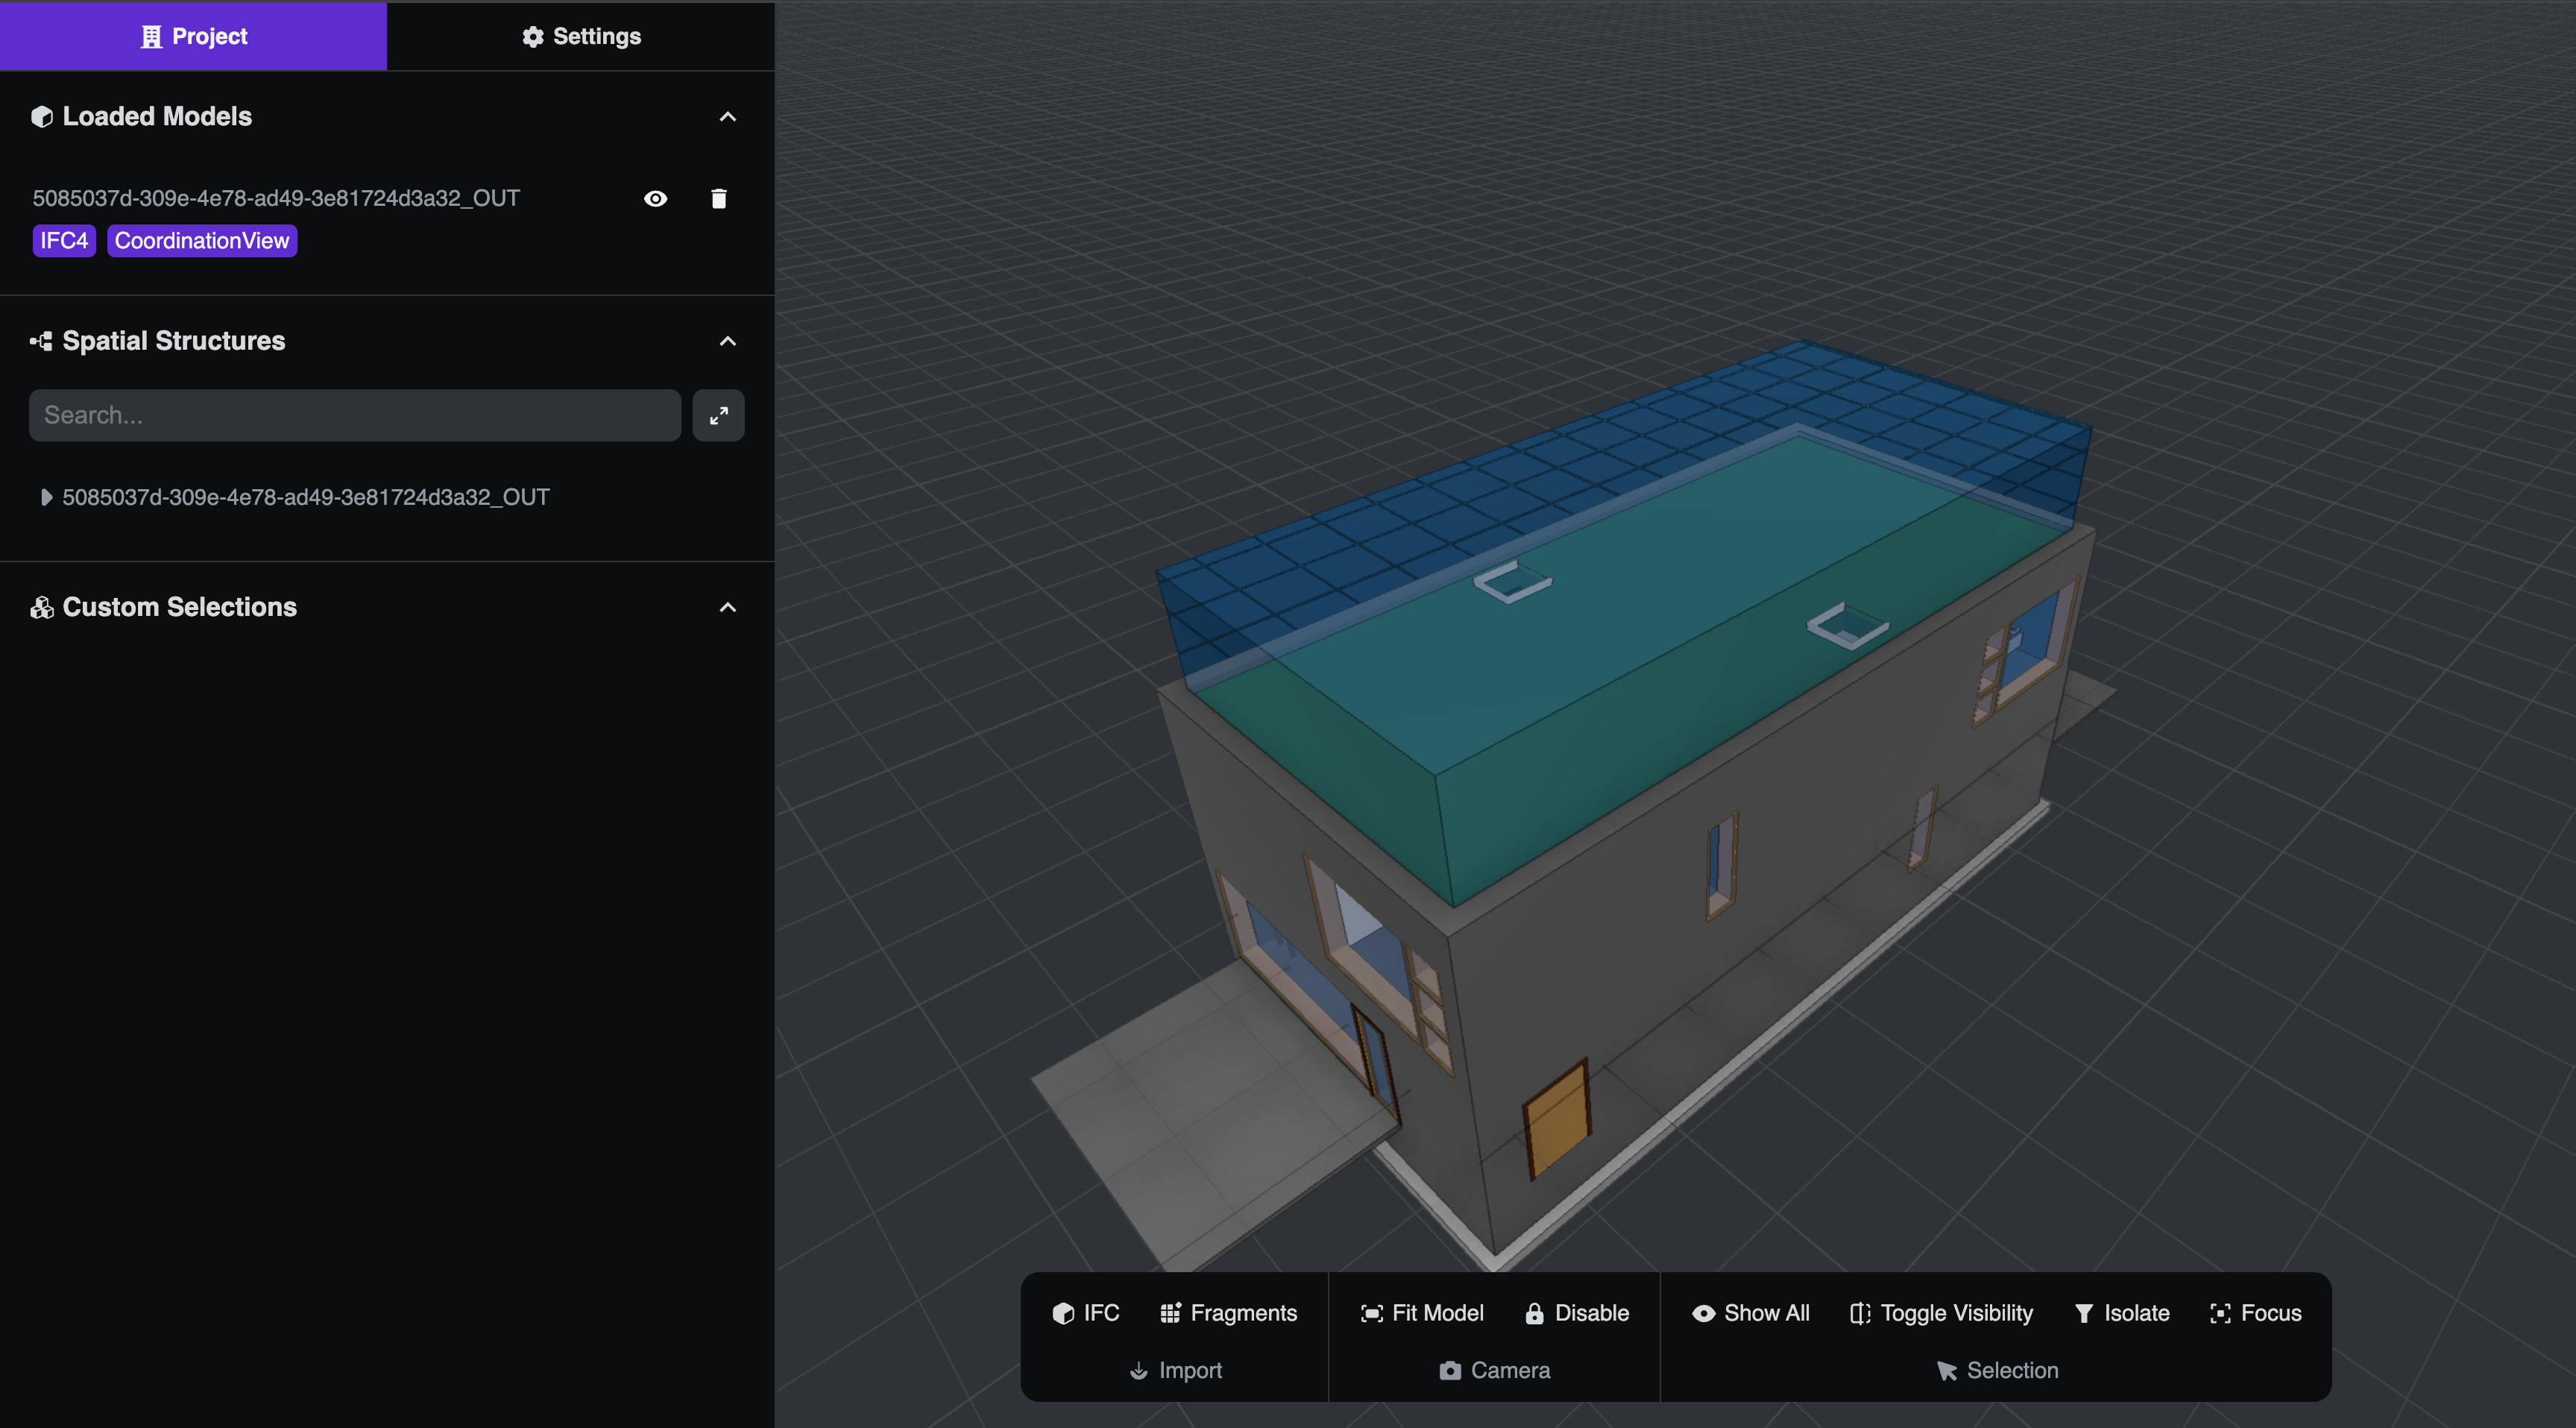 Project
Settings
Loaded Models
5085037d-309e-4e78-ad49-3e81724d3a32_OUT
IFC4
CoordinationView
Spatial Structures
Search...
5085037d-309e-4e78-ad49-3e81724d3a32_OUT
Custom Selections
IFC
Fragments
Import
Fit Model
Disable
Camera
Show All
Toggle Visibility
Isolate
Focus
Selection